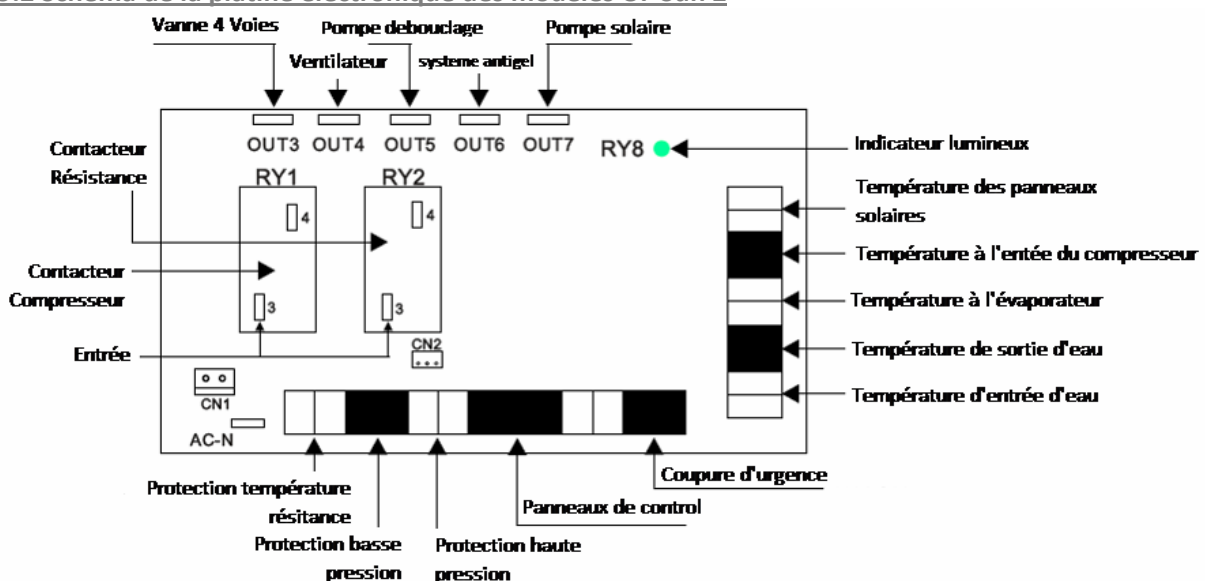 Vanne 4 Voies
Pompe debouclage
Pompe solaire
Ventilateur
systeme antigel
OUT3 OUT4 OUT5 OUT6 OUT7
RY8
Indicateur lumineux
Contacteur
Résistance
RY1
RY2
4
4
Température des panneaux
solaires
Température à l'entée du compresseur
Contacteur
Compresseur
3
3
Température à l'évaporateur
Entrée
CN2
Température de sortie d'eau
CN1
Température d'entrée d'eau
AC-N
Coupure d'urgence
Protection température
résitance
Panneaux de control
Protection basse
pression
Protection haute
pression